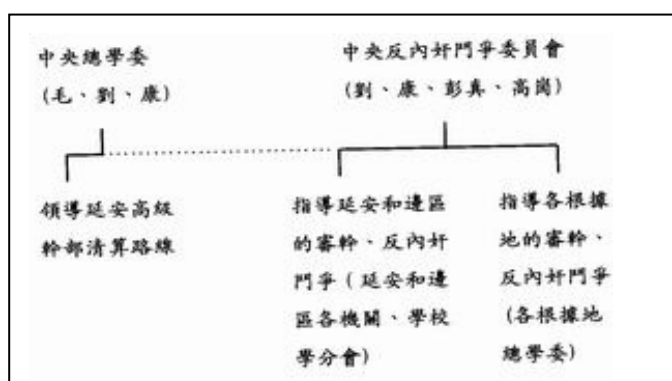 中央總學委
(毛、劉、康)
中央反內奸鬥爭委員會
(劉、康、彭真、高崗)
領導延安高級
幹部清算路線
指導延安和邊區
的審幹、反內奸
鬥爭(延安和邊
區各機關、學校
學分會)
指導各根據
地的審幹、
反內奸鬥爭
(各根據地
總學委)